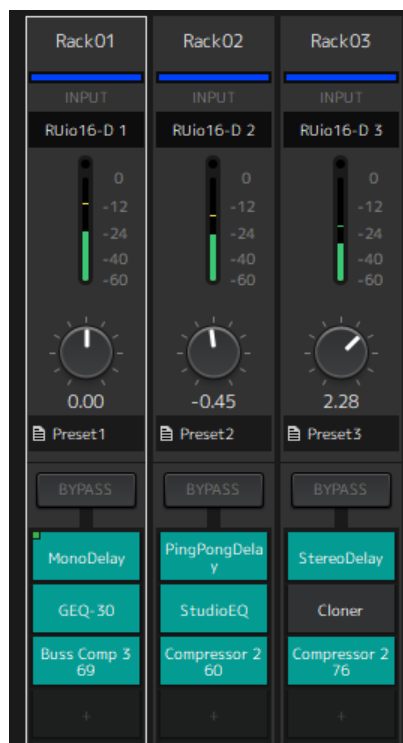 Rack01
INPUT
RUio16-D 1
0
-12
-24
-40
-60
0.00
Preset1
BYPASS
MonoDelay
GEQ-30
Buss Comp 3
69
+
Rack02
INPUT
RUio16-D 2
0
-12
-24
-40
-60
-0.45
Preset2
BYPASS
PingPongDela
y
StudioEQ
Compressor 2
60
+
Rack03
INPUT
RUio16-D 3
0
-12
-24
-40
-60
2.28
Preset3
BYPASS
StereoDelay
Cloner
Compressor 2
76
+